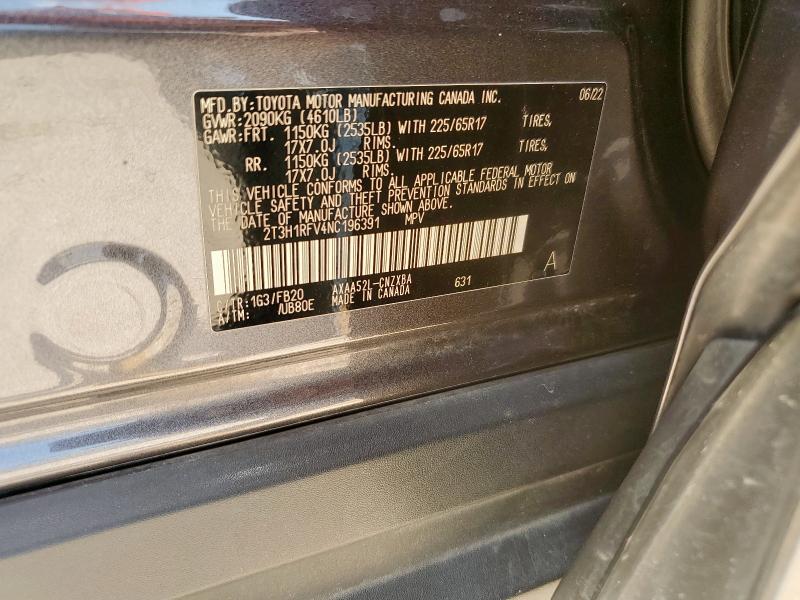 MFD.BY:TOYOTA MOTOR MANUFACTURING CANADA INC. 06/22
GVWR:2090KG (4610LB)
GAWR:FRT. 1150KG (2535LB) WITH 225/65R17 TIRES,
17X7.0J RIMS.
RR. 1150KG (2535LB) WITH 225/65R17 TIRES,
17X7.0J RIMS.
THIS VEHICLE CONFORMS TO ALL APPLICABLE FEDERAL MOTOR
VEHICLE SAFETY AND THEFT PREVENTION STANDARDS IN EFFECT ON
THE DATE OF MANUFACTURE SHOWN ABOVE.
2T3H1RFV4NC196391 MPV
C/TR:1G3/FB20 AXAA52L-CNZXBA 631 A
A/TM: /UB80E MADE IN CANADA